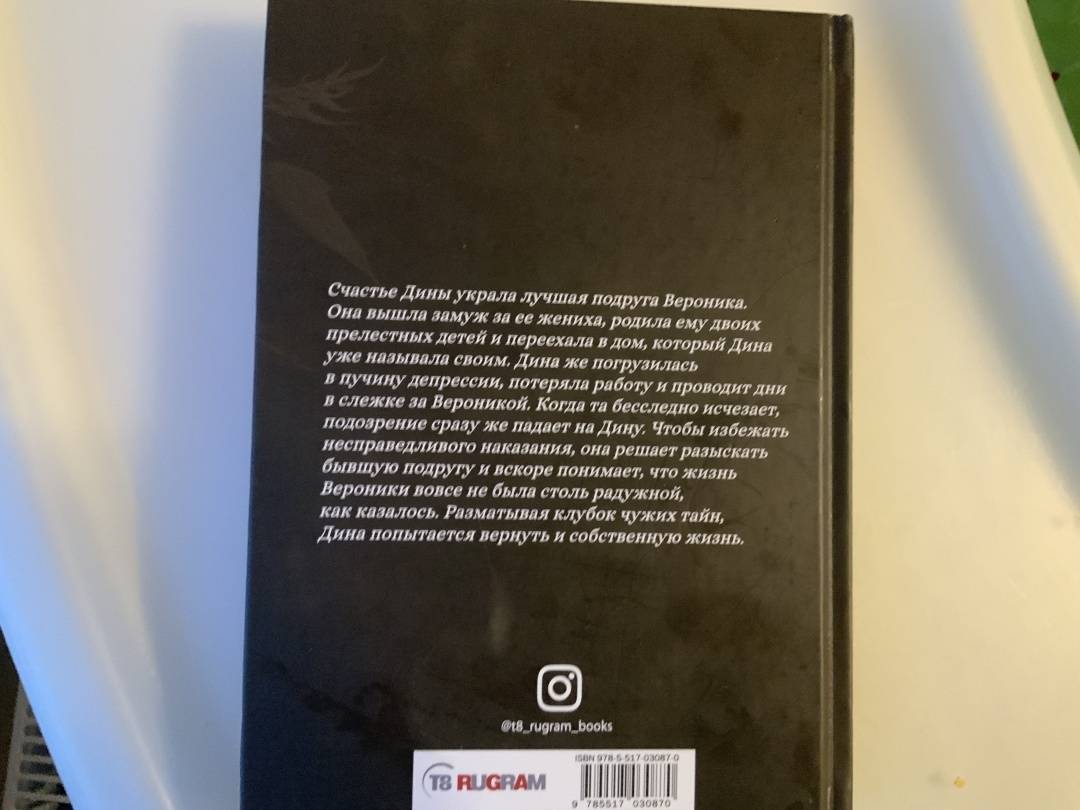 Счастье Дины украла лучшая подруга Вероника.
Она вышла замуж за ее жениха, родила ему двоих
прелестных детей и переехала в дом, который Дина
уже называла своим. Дина же погрузилась
в пучину депрессии, потеряла работу и проводит дни
в слежке за Вероникой. Когда та бесследно исчезает,
подозрение сразу же падает на Дину. Чтобы избежать
несправедливого наказания, она решает разыскать
бывшую подругу и вскоре понимает, что жизнь
Вероники вовсе не была столь радужной,
как казалось. Разматывая клубок чужих тайн,
Дина попытается вернуть и собственную жизнь.
@t8_rugram_books
ISBN 978-5-517-03087-0
T8 RUGRAM
9 785517 030870